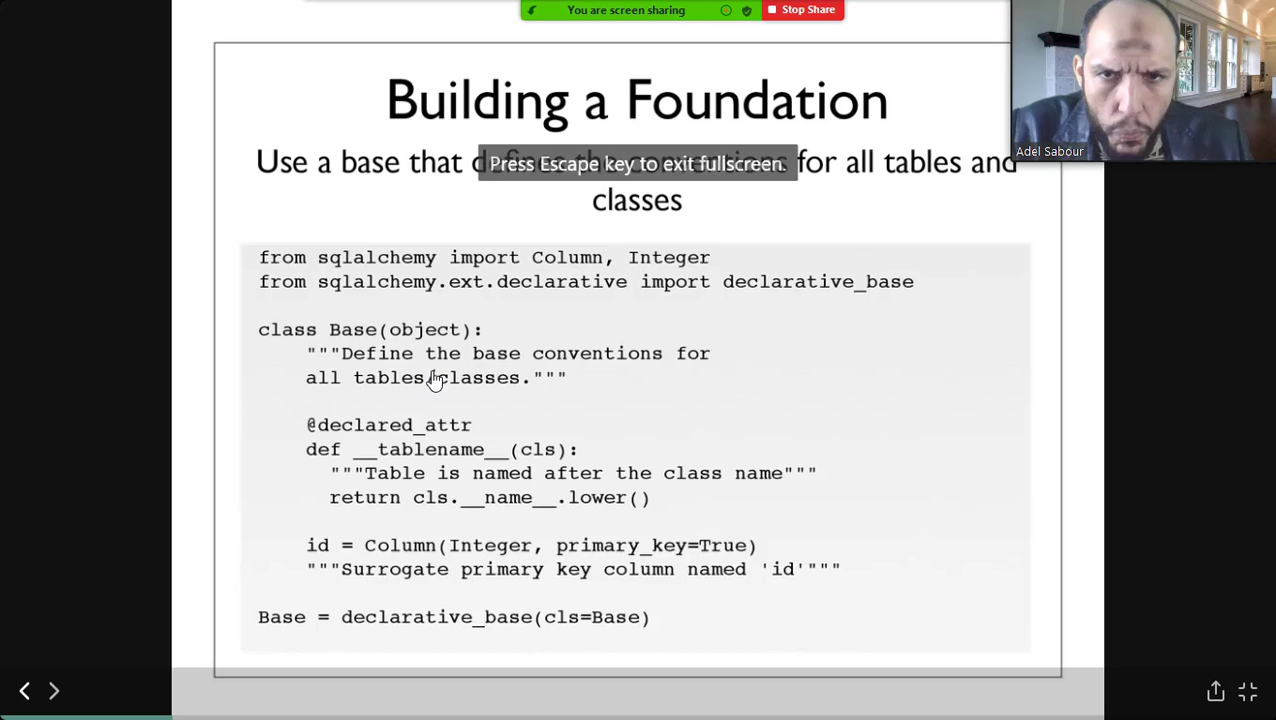 You are screen sharing
Stop Share
Building a Foundation
Use a base that defines the conventions for all tables and
classes
Press Escape key to exit fullscreen.
Adel Sabour
from sqlalchemy import Column, Integer
from sqlalchemy.ext.declarative import declarative_base
class Base(object):
"""Define the base conventions for
all tables/classes."""
@declared_attr
def __tablename__(cls):
"""Table is named after the class name"""
return cls.__name__.lower()
id = Column(Integer, primary_key=True)
"""Surrogate primary key column named 'id'"""
Base = declarative_base(cls=Base)